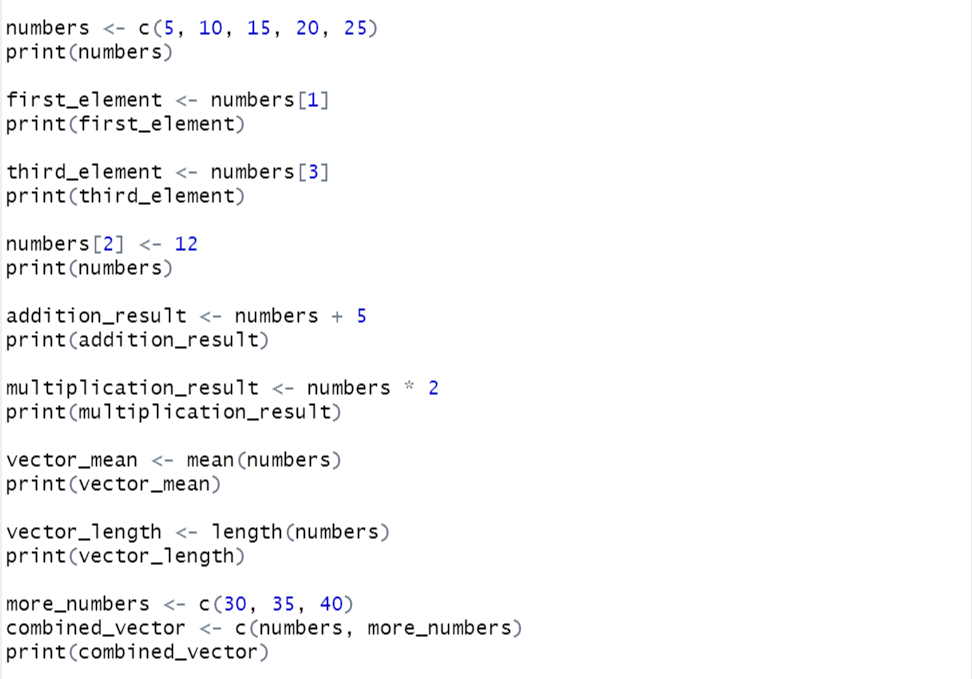 numbers <- c(5, 10, 15, 20, 25)
print(numbers)
first_element <- numbers[1]
print(first_element)
third_element <- numbers[3]
print(third_element)
numbers[2] <- 12
print(numbers)
addition_result <- numbers + 5
print(addition_result)
multiplication_result <- numbers * 2
print(multiplication_result)
vector_mean <- mean(numbers)
print(vector_mean)
vector_length <- length(numbers)
print(vector_length)
more_numbers <- c(30, 35, 40)
combined_vector <- c(numbers, more_numbers)
print(combined_vector)